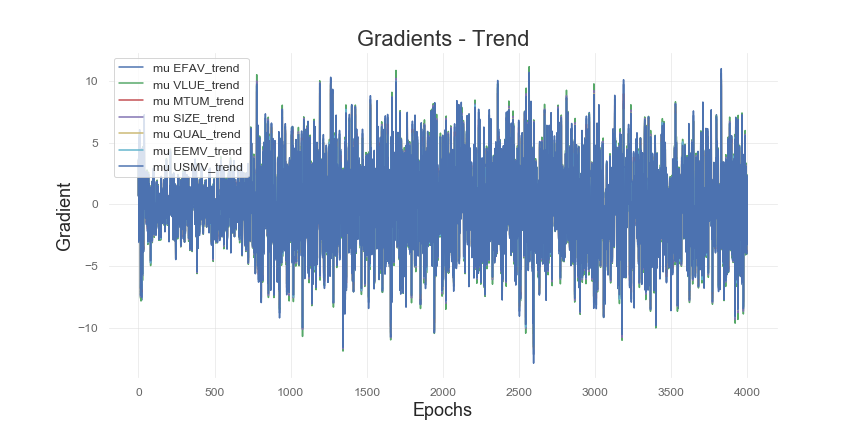 Gradients - Trend
mu EFAV_trend
mu VLUE_trend
mu MTUM_trend
mu SIZE_trend
mu QUAL_trend
mu EEMV_trend
mu USMV_trend
10
5
0
−5
−10
Gradient
0 500 1000 1500 2000 2500 3000 3500 4000
Epochs